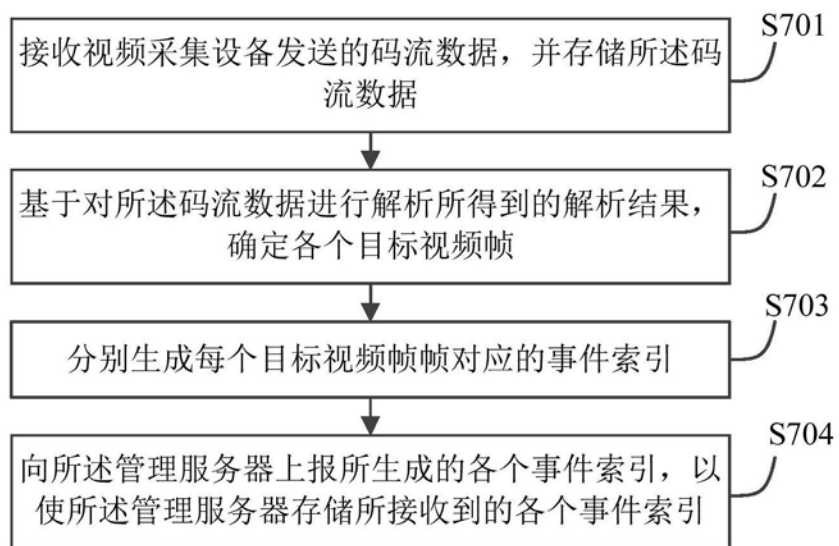 S701
接收视频采集设备发送的码流数据，并存储所述码
流数据
S702
基于对所述码流数据进行解析所得到的解析结果，
确定各个目标视频帧
S703
分别生成每个目标视频帧帧对应的事件索引
S704
向所述管理服务器上报所生成的各个事件索引，以
使所述管理服务器存储所接收到的各个事件索引